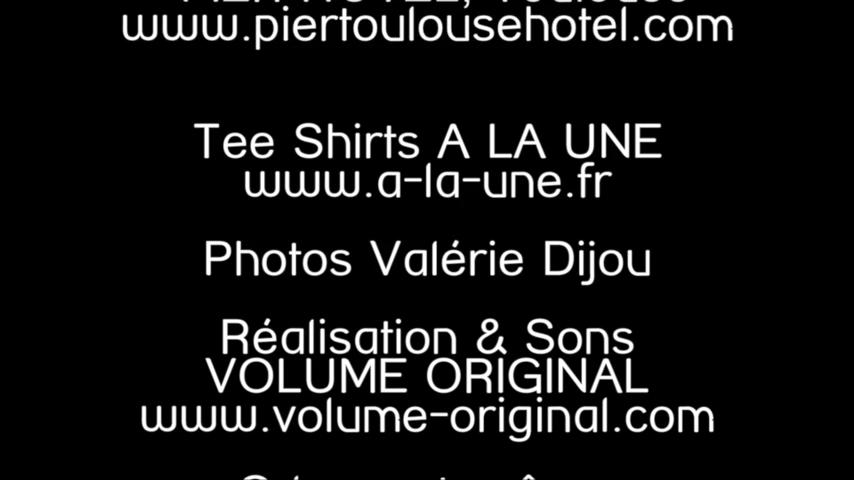 www.piertoulousehotel.com
Tee Shirts A LA UNE
www.a-la-une.fr
Photos Valérie Dijou
Réalisation & Sons
VOLUME ORIGINAL
www.volume-original.com